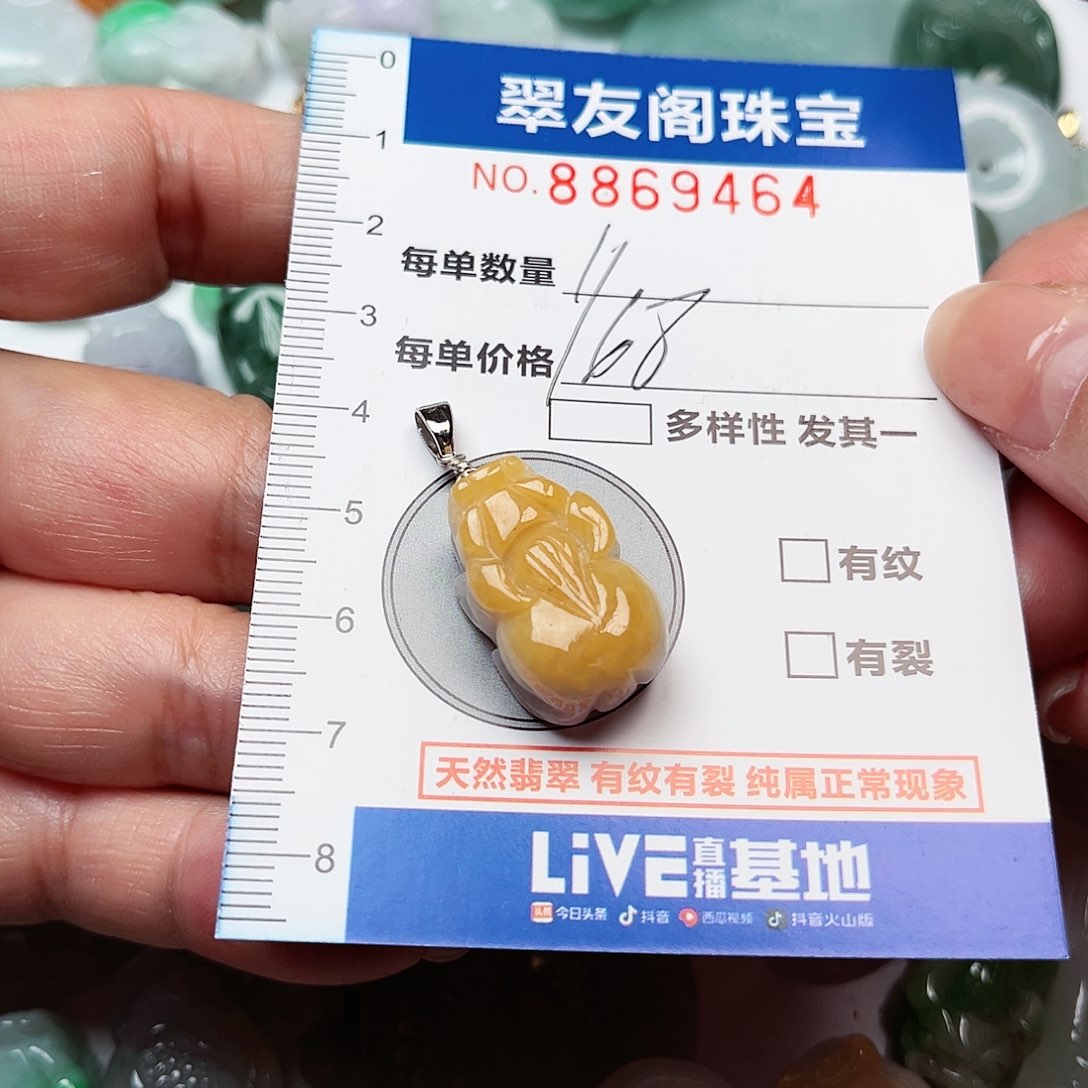 翠友阁珠宝
NO.8869464
每单数量 1
每单价格 168
多样性 发其一
有纹
有裂
天然翡翠 有纹有裂 纯属正常现象
LiVE直播基地
头条 今日头条 抖音 西瓜视频 抖音火山版
0
1
2
3
4
5
6
7
8